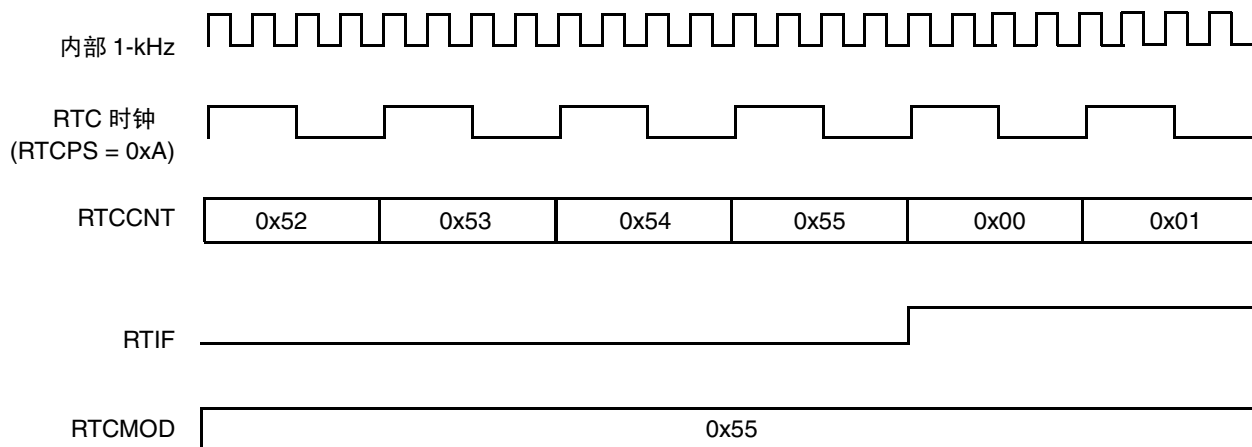 内部 1-kHz
RTC 时钟
(RTCPS = 0xA)
RTCCNT
0x52 0x53 0x54 0x55 0x00 0x01
RTIF
RTCMOD
0x55